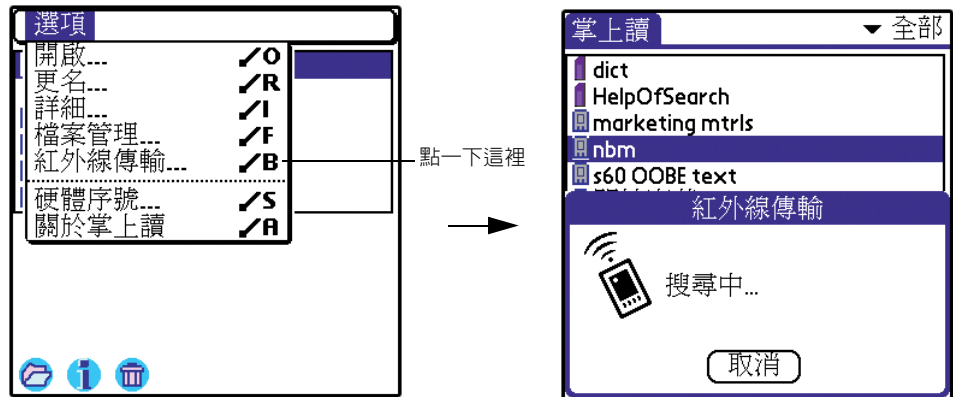 選項
開啟... ／O
更名... ／R
詳細... ／I
檔案管理... ／F
紅外線傳輸... ／B
硬體序號... ／S
關於掌上讀 ／A
點一下這裡
掌上讀 全部
dict
HelpOfSearch
marketing mtrls
nbm
s60 OOBE text
紅外線傳輸
搜尋中...
取消